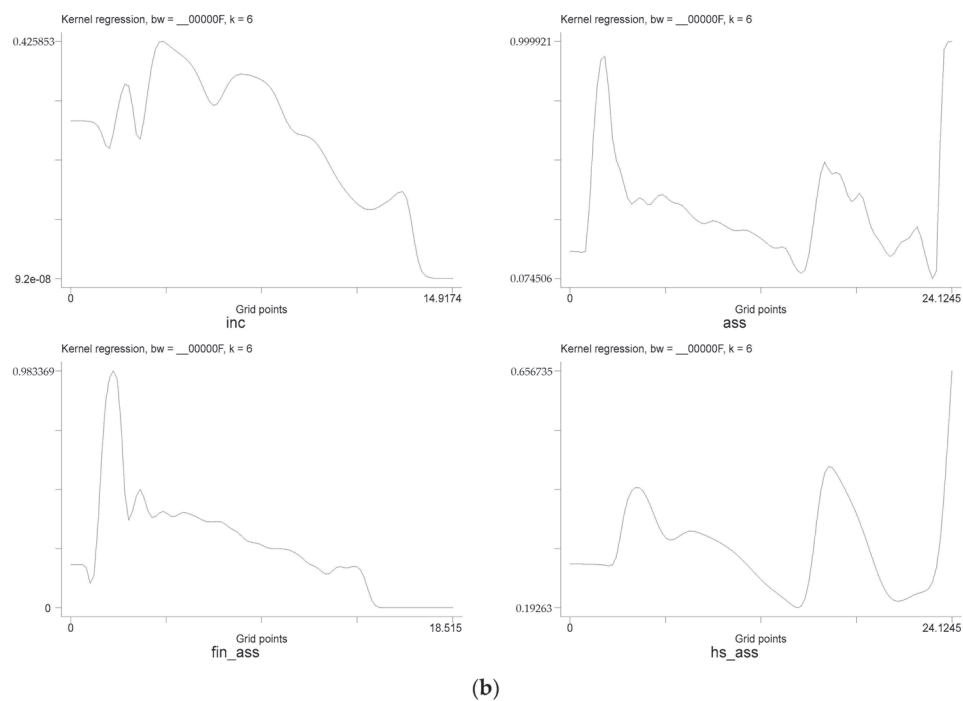 Kernel regression, bw = __00000F, k = 6
0.425853
9.2e-08
0
14.9174
Grid points
inc
Kernel regression, bw = __00000F, k = 6
0.999921
0.074506
0
24.1245
Grid points
ass
Kernel regression, bw = __00000F, k = 6
0.983369
0
0
18.515
Grid points
fin_ass
Kernel regression, bw = __00000F, k = 6
0.656735
0.19263
0
24.1245
Grid points
hs_ass
(b)